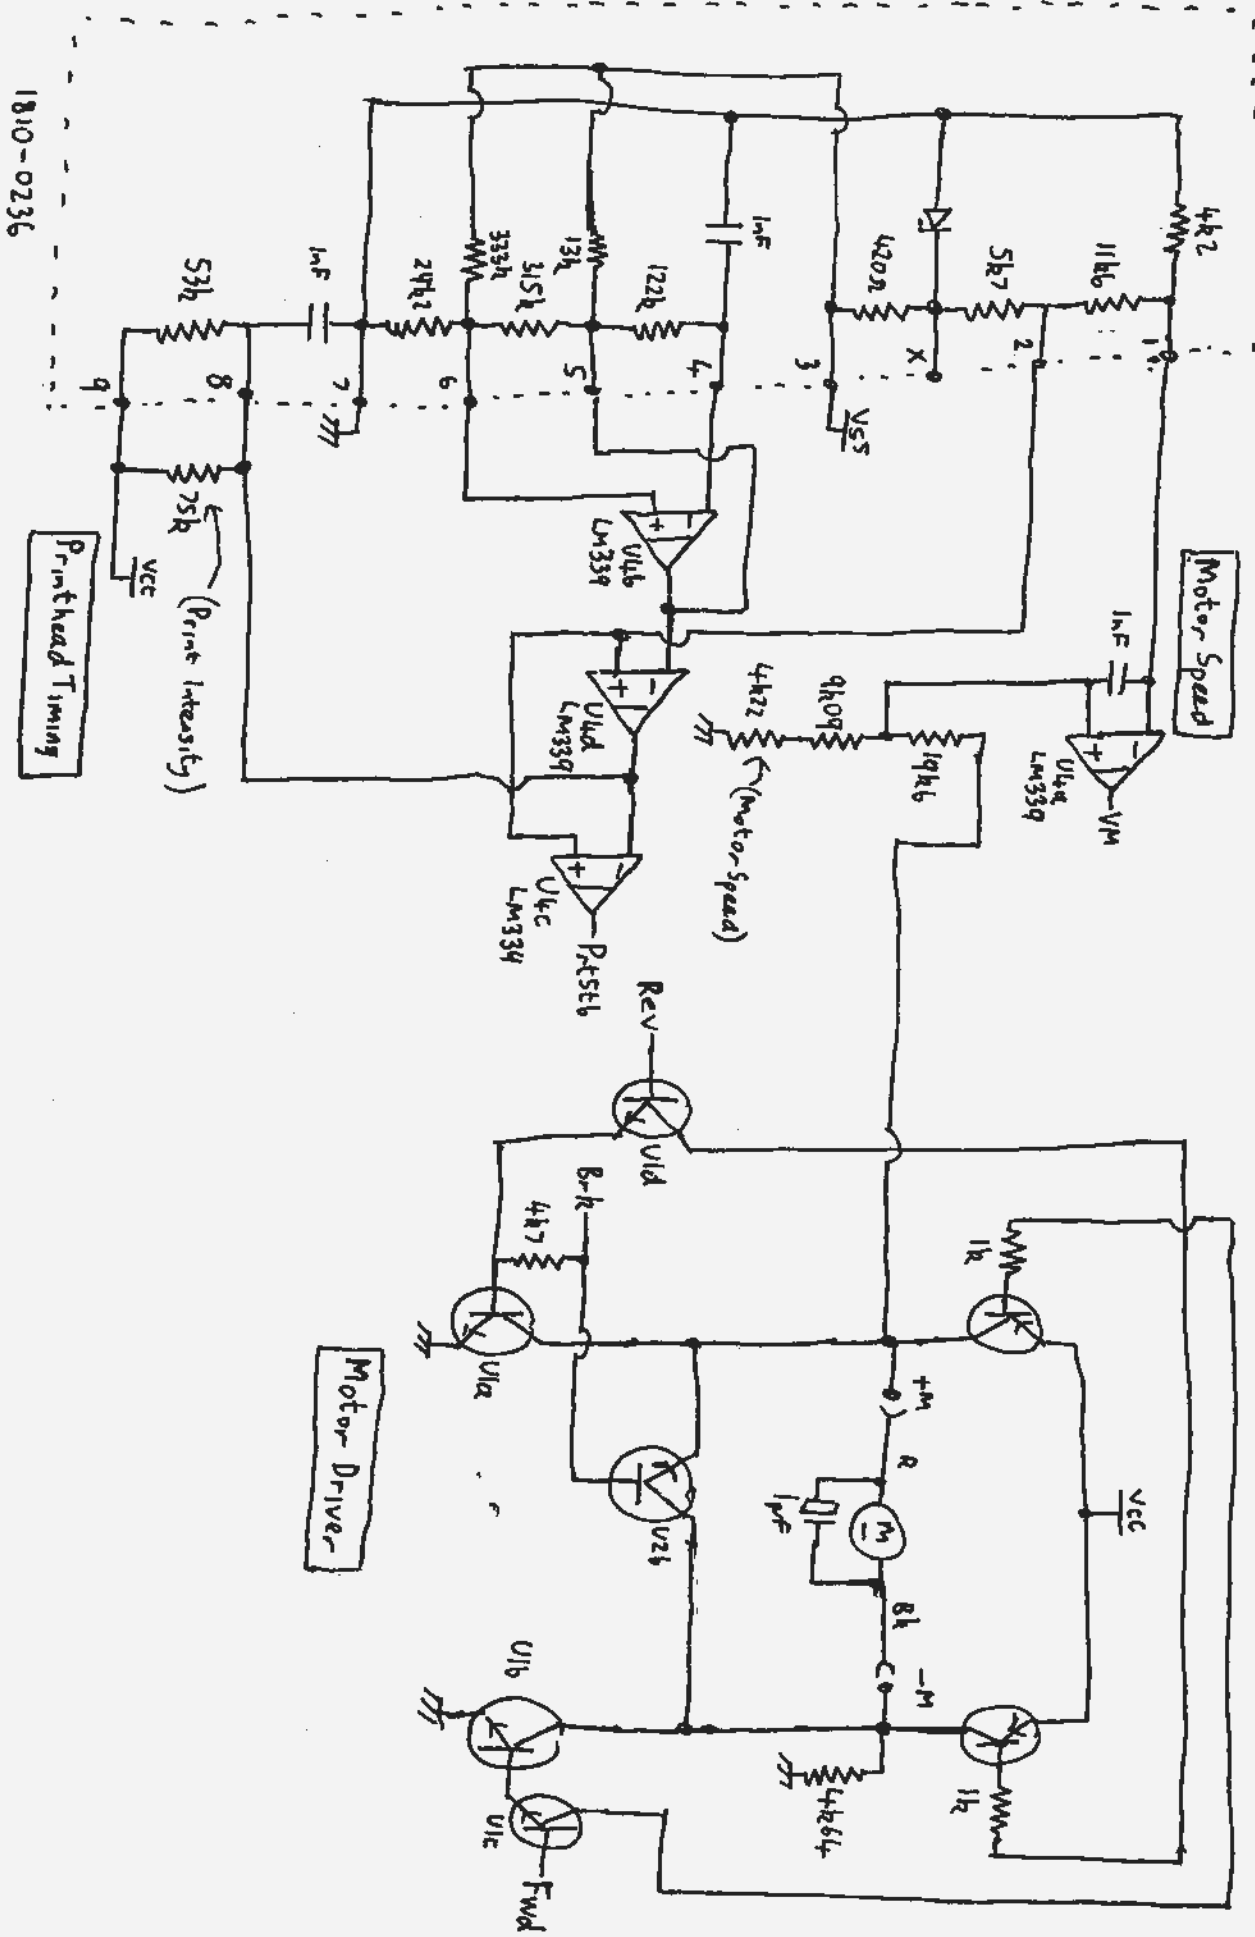 1810-0236
53k
1nF
24k2
333k
315k
13k
122k
1nF
420Ω
5k7
11k6
4k2
9
8
7
6
5
4
3
X
2
1
75k
(Print Intensity)
Vcc
Vss
Printhead Timing
+
-
U4b
LM339
+
-
U4d
LM339
+
-
U4c
LM339
PrtStb
Motor Speed
1nF
+
-
U4a
LM339
VM
4k22
9k09
19k6
(Motor Speed)
Rev
U1d
Brk
4k7
U1a
U2b
Motor Driver
1k
+M
R
M
1µF
Bk
-M
Vcc
1k
4k64
U1b
U1c
Fwd